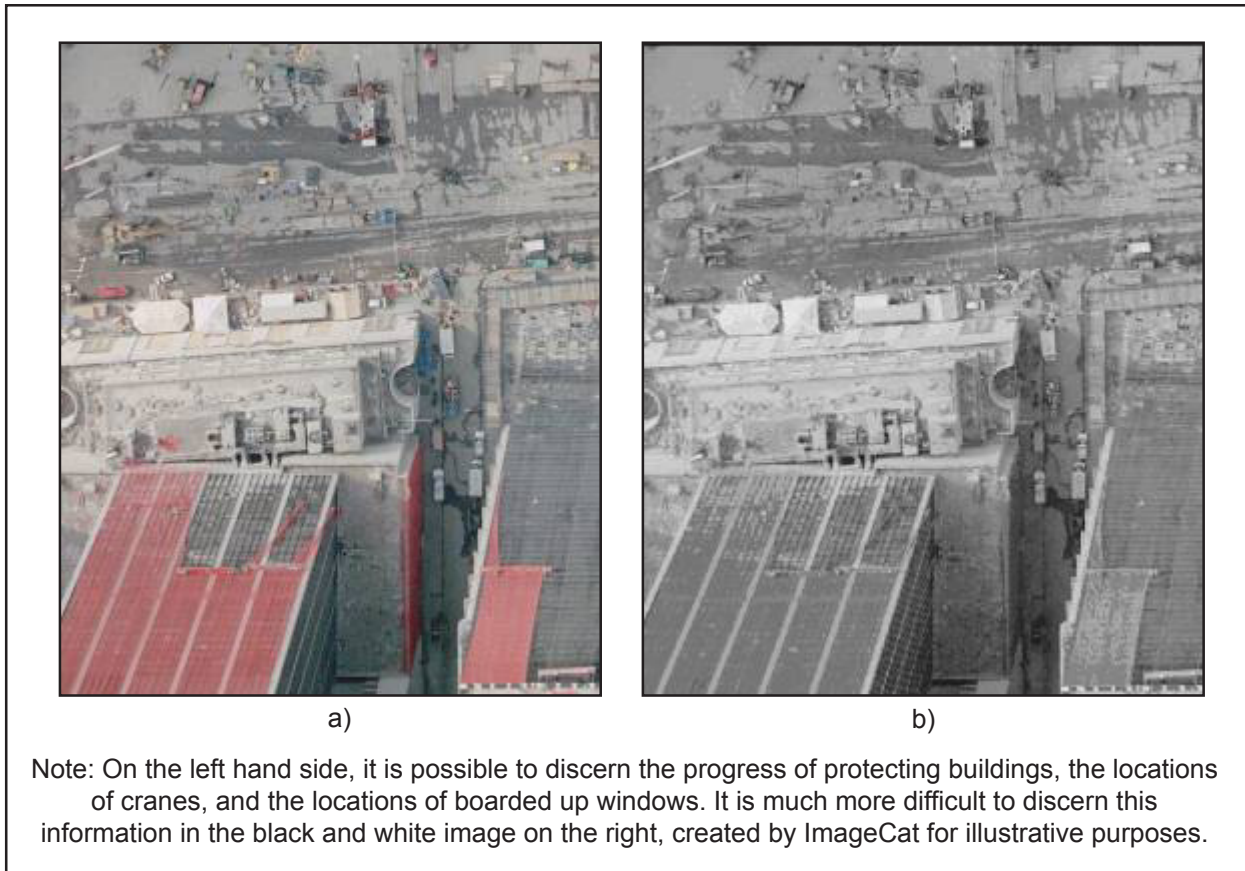 a)
b)
Note: On the left hand side, it is possible to discern the progress of protecting buildings, the locations
of cranes, and the locations of boarded up windows. It is much more difficult to discern this
information in the black and white image on the right, created by ImageCat for illustrative purposes.